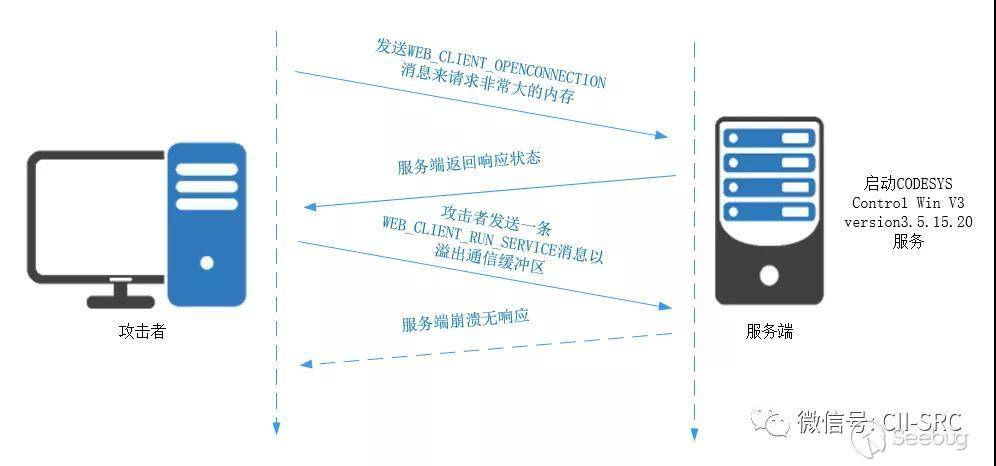 发送WEB_CLIENT_OPENCONNECTION
消息来请求非常大的内存
服务端返回响应状态
攻击者发送一条
WEB_CLIENT_RUN_SERVICE消息以
溢出通信缓冲区
服务端崩溃无响应
攻击者
服务端
启动CODESYS
Control Win V3
version3.5.15.20
服务
微信号: CII-SRC
Seebug